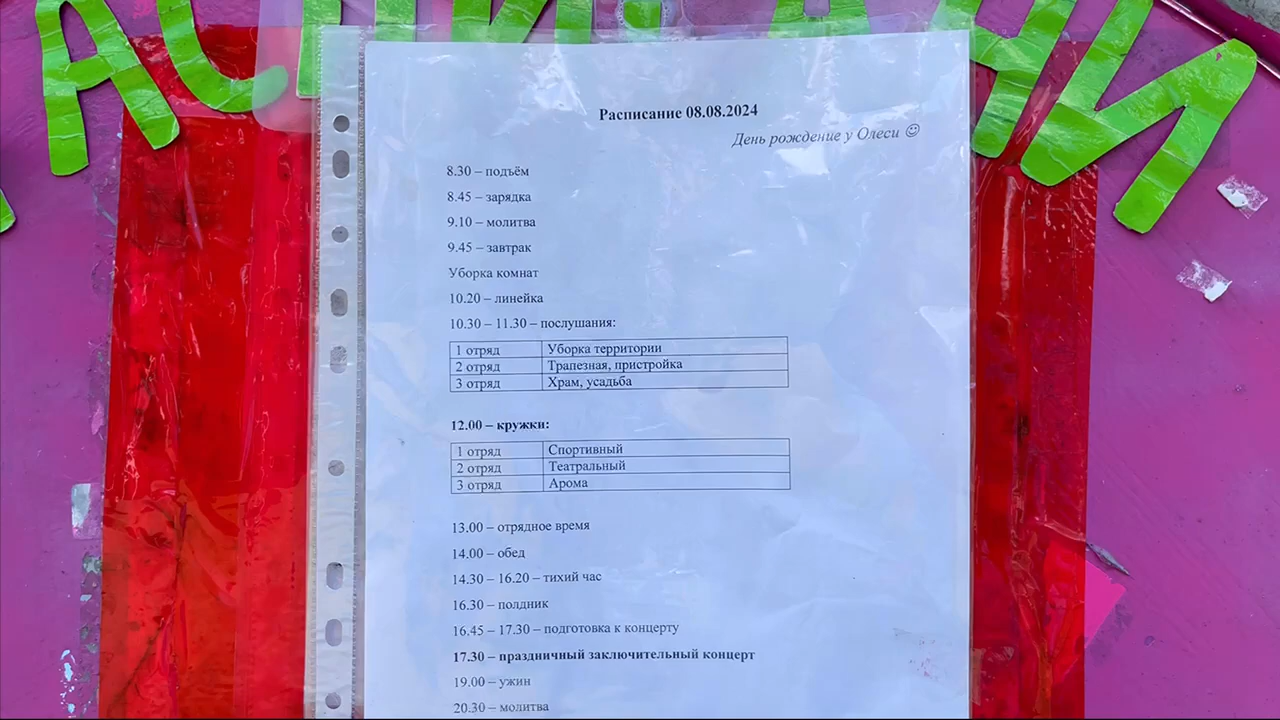 Расписание 08.08.2024
День рождение у Олеси ☺
8.30 – подъём
8.45 – зарядка
9.10 – молитва
9.45 – завтрак
Уборка комнат
10.20 – линейка
10.30 – 11.30 – послушания:
1 отряд Уборка территории
2 отряд Трапезная, пристройка
3 отряд Храм, усадьба
12.00 – кружки:
1 отряд Спортивный
2 отряд Театральный
3 отряд Арома
13.00 – отрядное время
14.00 – обед
14.30 – 16.20 – тихий час
16.30 – полдник
16.45 – 17.30 – подготовка к концерту
17.30 – праздничный заключительный концерт
19.00 – ужин
20.30 – молитва